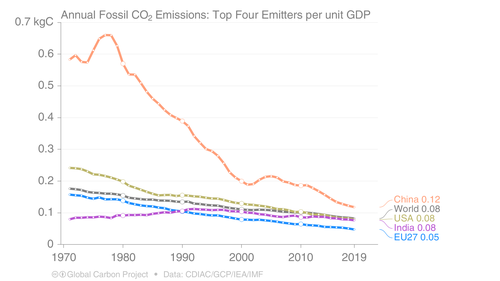 Annual Fossil CO₂ Emissions: Top Four Emitters per unit GDP
0.7 kgC
0.6
0.5
0.4
0.3
0.2
0.1
0
1970
1980
1990
2000
2010
2019
China 0.12
World 0.08
USA 0.08
India 0.08
EU27 0.05
Global Carbon Project • Data: CDIAC/GCP/IEA/IMF